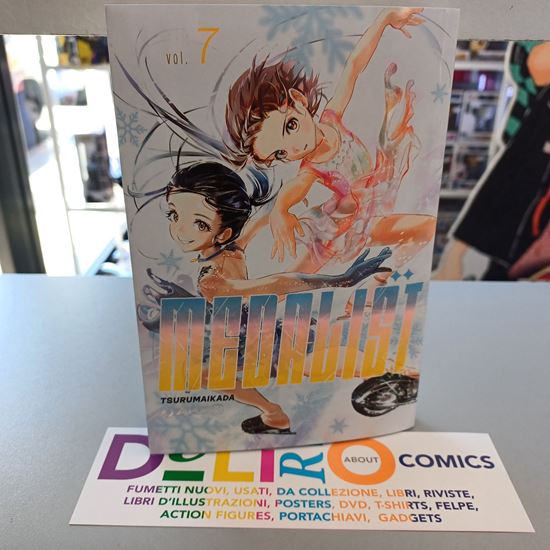 vol. 7
MEDALIST
TSURUMAIKADA
DELIRO ABOUT COMICS
FUMETTI NUOVI, USATI, DA COLLEZIONE, LIBRI, RIVISTE,
LIBRI D'ILLUSTRAZIONI, POSTERS, DVD, T-SHIRTS, FELPE,
ACTION FIGURES, PORTACHIAVI, GADGETS